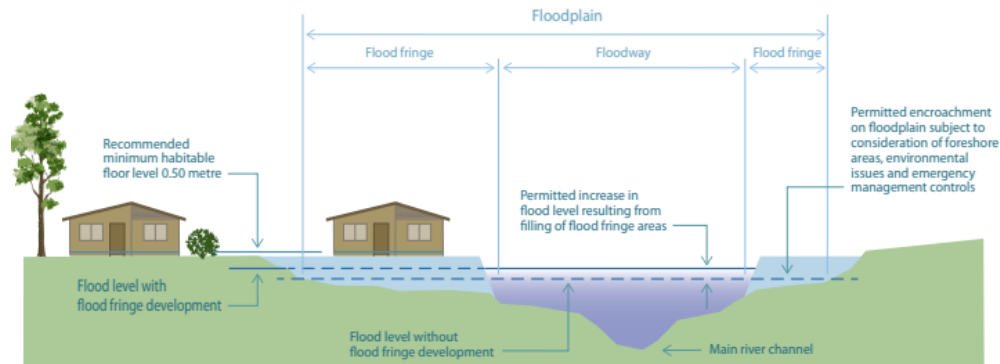 Floodplain
Flood fringe
Floodway
Flood fringe
Recommended
minimum habitable
floor level 0.50 metre
Permitted encroachment
on floodplain subject to
consideration of foreshore
areas, environmental
issues and emergency
management controls
Permitted increase in
flood level resulting from
filling of flood fringe areas
Flood level with
flood fringe development
Flood level without
flood fringe development
Main river channel